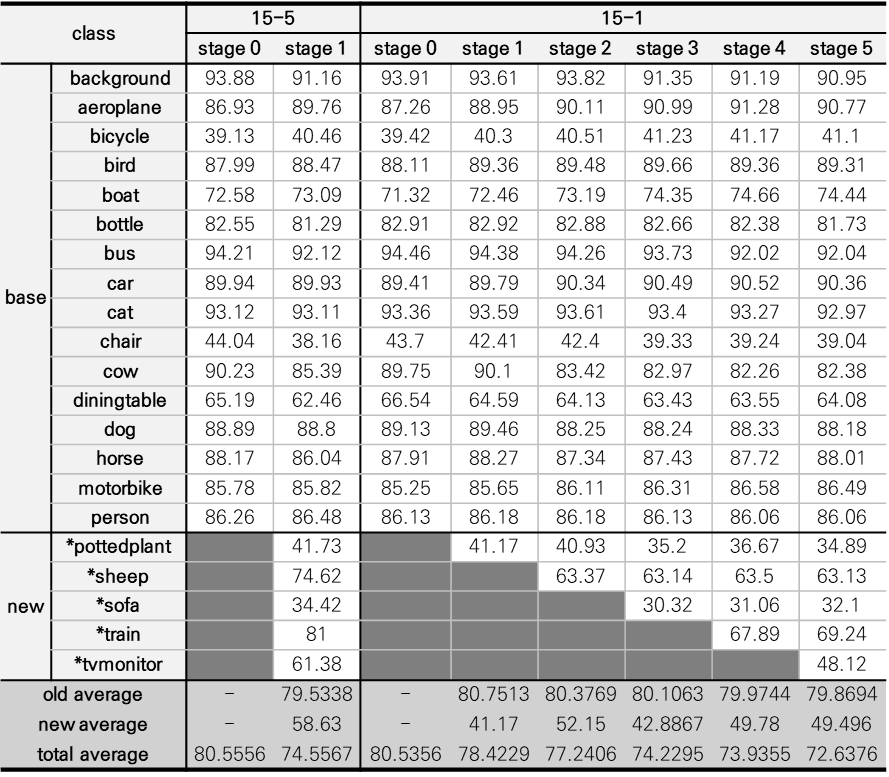 class 15-5 15-1
stage 0 stage 1 stage 0 stage 1 stage 2 stage 3 stage 4 stage 5
base
background 93.88 91.16 93.91 93.61 93.82 91.35 91.19 90.95
aeroplane 86.93 89.76 87.26 88.95 90.11 90.99 91.28 90.77
bicycle 39.13 40.46 39.42 40.3 40.51 41.23 41.17 41.1
bird 87.99 88.47 88.11 89.36 89.48 89.66 89.36 89.31
boat 72.58 73.09 71.32 72.46 73.19 74.35 74.66 74.44
bottle 82.55 81.29 82.91 82.92 82.88 82.66 82.38 81.73
bus 94.21 92.12 94.46 94.38 94.26 93.73 92.02 92.04
car 89.94 89.93 89.41 89.79 90.34 90.49 90.52 90.36
cat 93.12 93.11 93.36 93.59 93.61 93.4 93.27 92.97
chair 44.04 38.16 43.7 42.41 42.4 39.33 39.24 39.04
cow 90.23 85.39 89.75 90.1 83.42 82.97 82.26 82.38
diningtable 65.19 62.46 66.54 64.59 64.13 63.43 63.55 64.08
dog 88.89 88.8 89.13 89.46 88.25 88.24 88.33 88.18
horse 88.17 86.04 87.91 88.27 87.34 87.43 87.72 88.01
motorbike 85.78 85.82 85.25 85.65 86.11 86.31 86.58 86.49
person 86.26 86.48 86.13 86.18 86.18 86.13 86.06 86.06
new
*pottedplant 41.73 41.17 40.93 35.2 36.67 34.89
*sheep 74.62 63.37 63.14 63.5 63.13
*sofa 34.42 30.32 31.06 32.1
*train 81 67.89 69.24
*tvmonitor 61.38 48.12
old average - 79.5338 - 80.7513 80.3769 80.1063 79.9744 79.8694
new average - 58.63 - 41.17 52.15 42.8867 49.78 49.496
total average 80.5556 74.5567 80.5356 78.4229 77.2406 74.2295 73.9355 72.6376